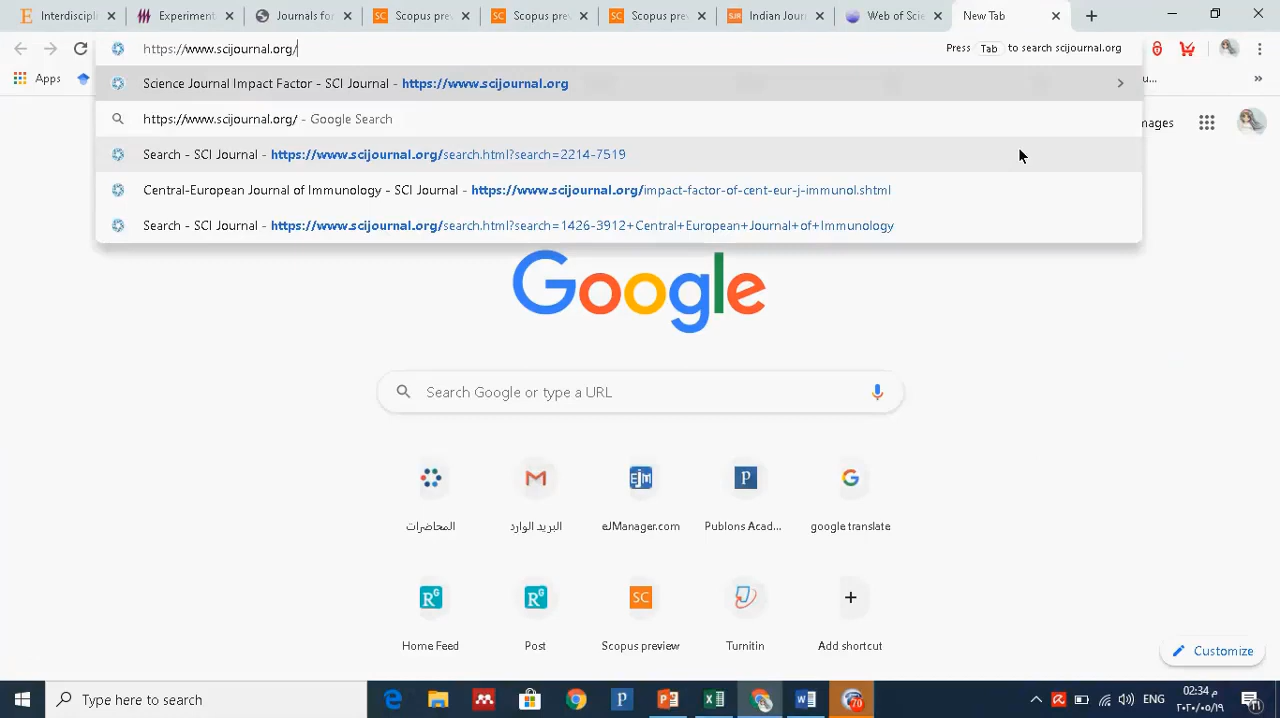 Interdiscipl
Experiment
Journals for
Scopus prev
Scopus prev
Scopus prev
Indian Jour
Web of Scie
New Tab
https://www.scijournal.org/
Press Tab to search scijournal.org
Apps
Science Journal Impact Factor - SCI Journal - https://www.scijournal.org
https://www.scijournal.org/ - Google Search
Search - SCI Journal - https://www.scijournal.org/search.html?search=2214-7519
Central-European Journal of Immunology - SCI Journal - https://www.scijournal.org/impact-factor-of-cent-eur-j-immunol.shtml
Search - SCI Journal - https://www.scijournal.org/search.html?search=1426-3912+Central+European+Journal+of+Immunology
u...
mages
Google
Search Google or type a URL
المحاضرات
البريد الوارد
eJManager.com
Publons Acad...
google translate
Home Feed
Post
Scopus preview
Turnitin
Add shortcut
Customize
Type here to search
ENG
02:34 م
٢٠٢٠/٠٥/١٩